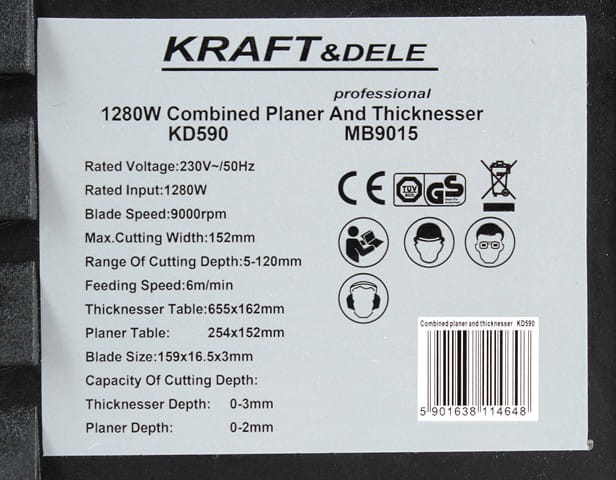 KRAFT&DELE
professional
1280W Combined Planer And Thicknesser
KD590 MB9015
Rated Voltage:230V~/50Hz
Rated Input:1280W
Blade Speed:9000rpm
Max.Cutting Width:152mm
Range Of Cutting Depth:5-120mm
Feeding Speed:6m/min
Thicknesser Table:655x162mm
Planer Table: 254x152mm
Blade Size:159x16.5x3mm
Capacity Of Cutting Depth:
Thicknesser Depth: 0-3mm
Planer Depth: 0-2mm
CE TÜV GS
Combined planer and thicknesser; KD590
5 901638 114648